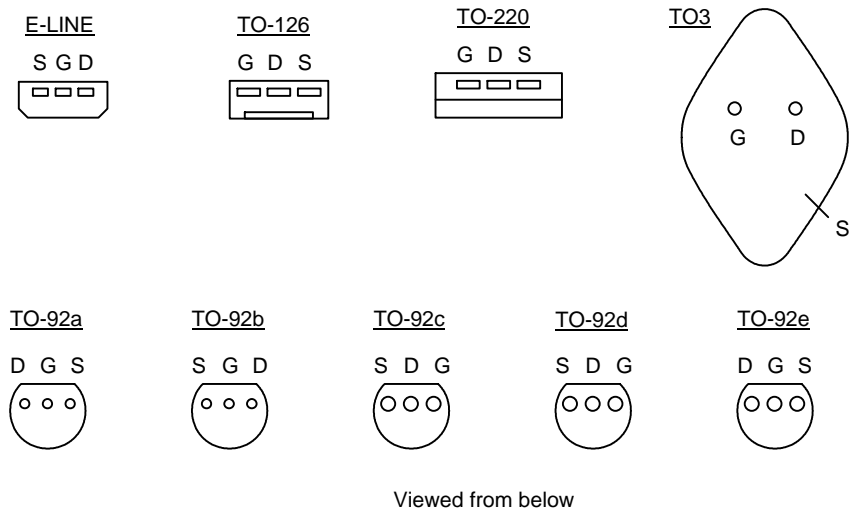 E-LINE
S G D
TO-126
G D S
TO-220
G D S
TO3
G D
S
TO-92a
D G S
TO-92b
S G D
TO-92c
S D G
TO-92d
S D G
TO-92e
D G S
Viewed from below